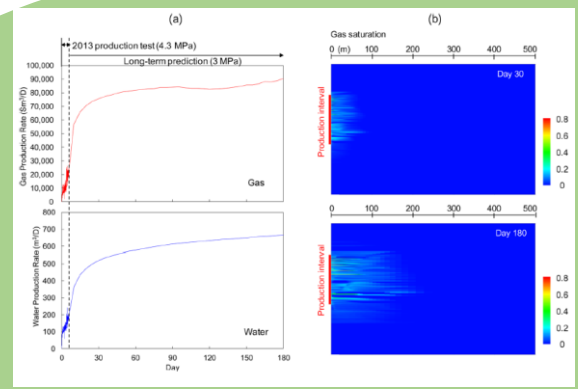 (a)
2013 production test (4.3 MPa)
Long-term prediction (3 MPa)
Gas Production Rate (Sm³/D)
100,000
90,000
80,000
70,000
60,000
50,000
40,000
30,000
20,000
10,000
0
Gas
Water Production Rate (m³/D)
800
700
600
500
400
300
200
100
0
Water
0 30 60 90 120 150 180
Day
(b)
Gas saturation
0 (m) 100 200 300 400 500
Day 30
Production interval
0.8
0.6
0.4
0.2
0
0 100 200 300 400 500
Day 180
Production interval
0.8
0.6
0.4
0.2
0